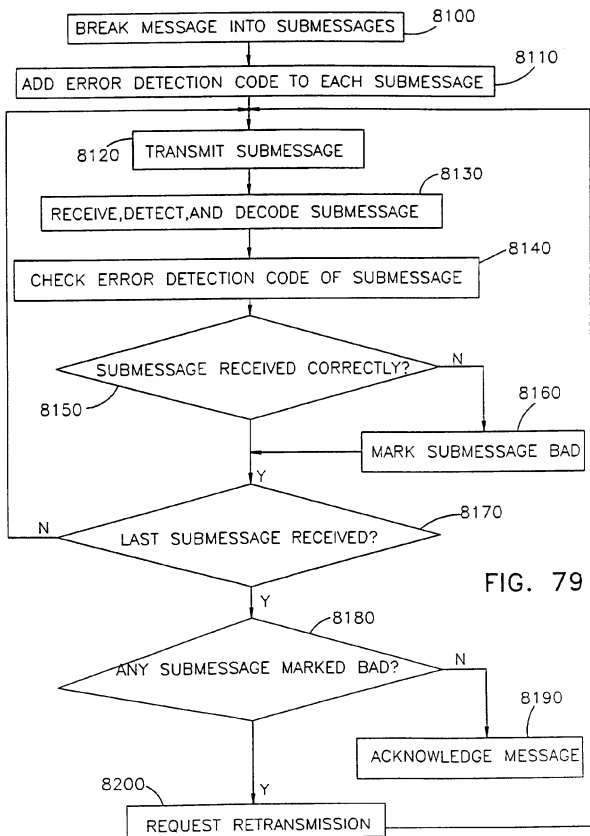 BREAK MESSAGE INTO SUBMESSAGES
8100
ADD ERROR DETECTION CODE TO EACH SUBMESSAGE
8110
8120
TRANSMIT SUBMESSAGE
8130
RECEIVE,DETECT,AND DECODE SUBMESSAGE
8140
CHECK ERROR DETECTION CODE OF SUBMESSAGE
SUBMESSAGE RECEIVED CORRECTLY?
N
8150
8160
MARK SUBMESSAGE BAD
Y
N
8170
LAST SUBMESSAGE RECEIVED?
FIG. 79
Y
8180
ANY SUBMESSAGE MARKED BAD?
N
8190
ACKNOWLEDGE MESSAGE
Y
8200
REQUEST RETRANSMISSION